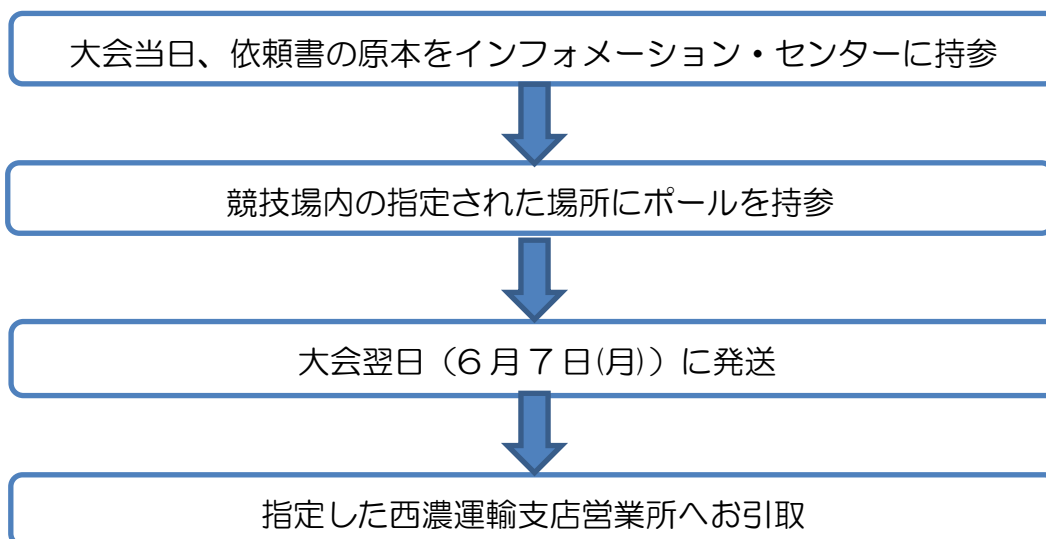 大会当日、依頼書の原本をインフォメーション・センターに持参
競技場内の指定された場所にポールを持参
大会翌日（６月７日(月)）に発送
指定した西濃運輸支店営業所へお引取